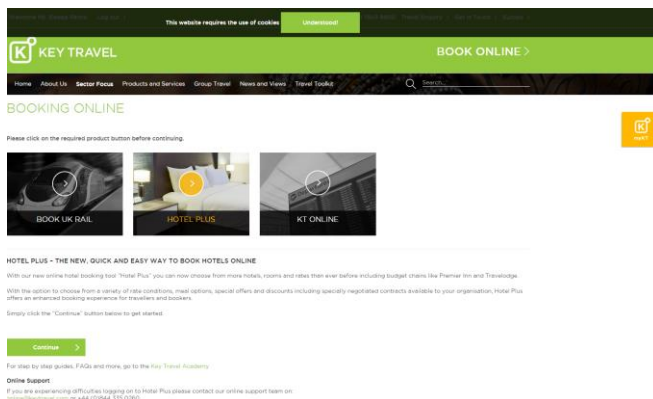 This website requires the use of cookies
Understood!
KEY TRAVEL
BOOK ONLINE
Home About Us Sector Focus Products and Services Group Travel News and Views Travel Toolkit
Search...
BOOKING ONLINE
Please click on the required product button before continuing.
BOOK UK RAIL
HOTEL PLUS
KT ONLINE
HOTEL PLUS – THE NEW, QUICK AND EASY WAY TO BOOK HOTELS ONLINE
With our new online hotel booking tool "Hotel Plus" you can now choose from more hotels, rooms and rates than ever before including budget chains like Premier Inn and Travelodge.
With the option to choose from a variety of rate conditions, meal options, special offers and discounts including specially negotiated contracts available to your organisation, Hotel Plus
offers an enhanced booking experience for travellers and bookers.
Simply click the "Continue" button below to get started.
Continue
For step by step guides, FAQs and more, go to the Key Travel Academy.
Online Support
If you are experiencing difficulties logging on to Hotel Plus please contact our online support team on: